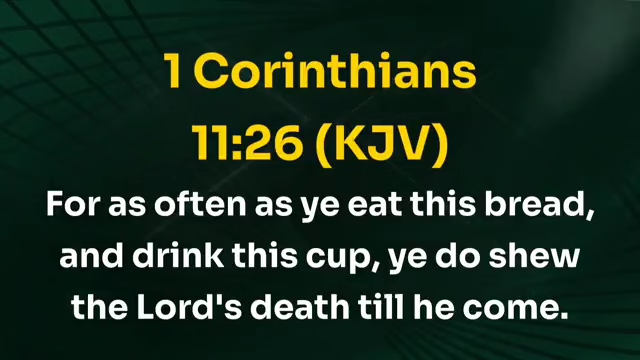 1 Corinthians
11:26 (KJV)
For as often as ye eat this bread,
and drink this cup, ye do shew
the Lord's death till he come.